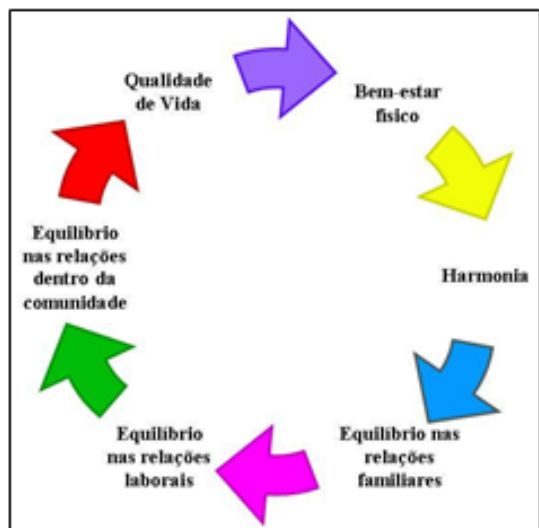 Qualidade
de Vida
Bem-estar
físico
Harmonia
Equilíbrio nas
relações
familiares
Equilíbrio
nas relações
laborais
Equilíbrio
nas relações
dentro da
comunidade